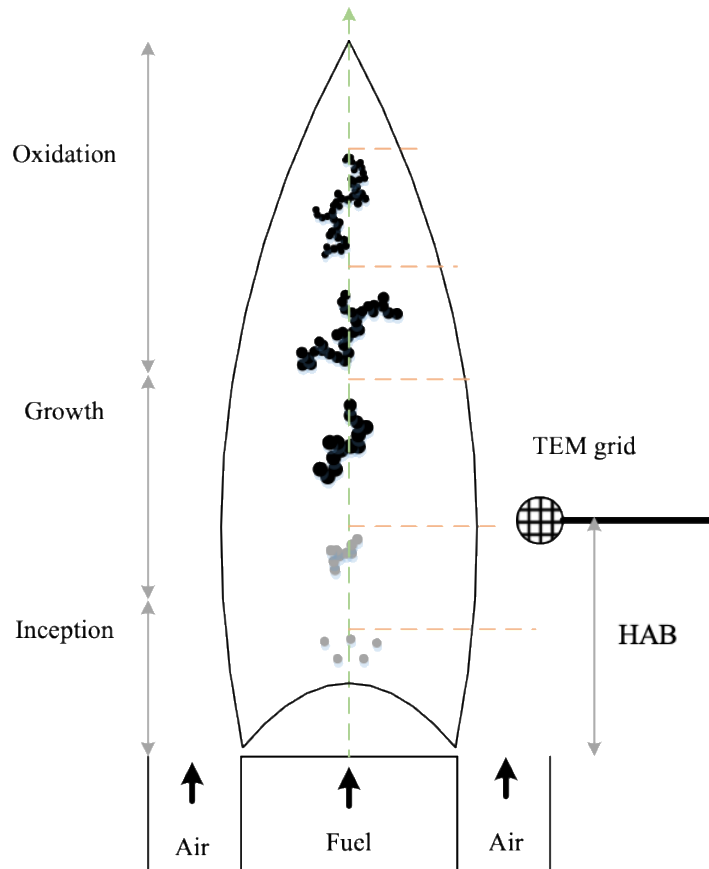 Oxidation
Growth
TEM grid
Inception
HAB
Air
Fuel
Air